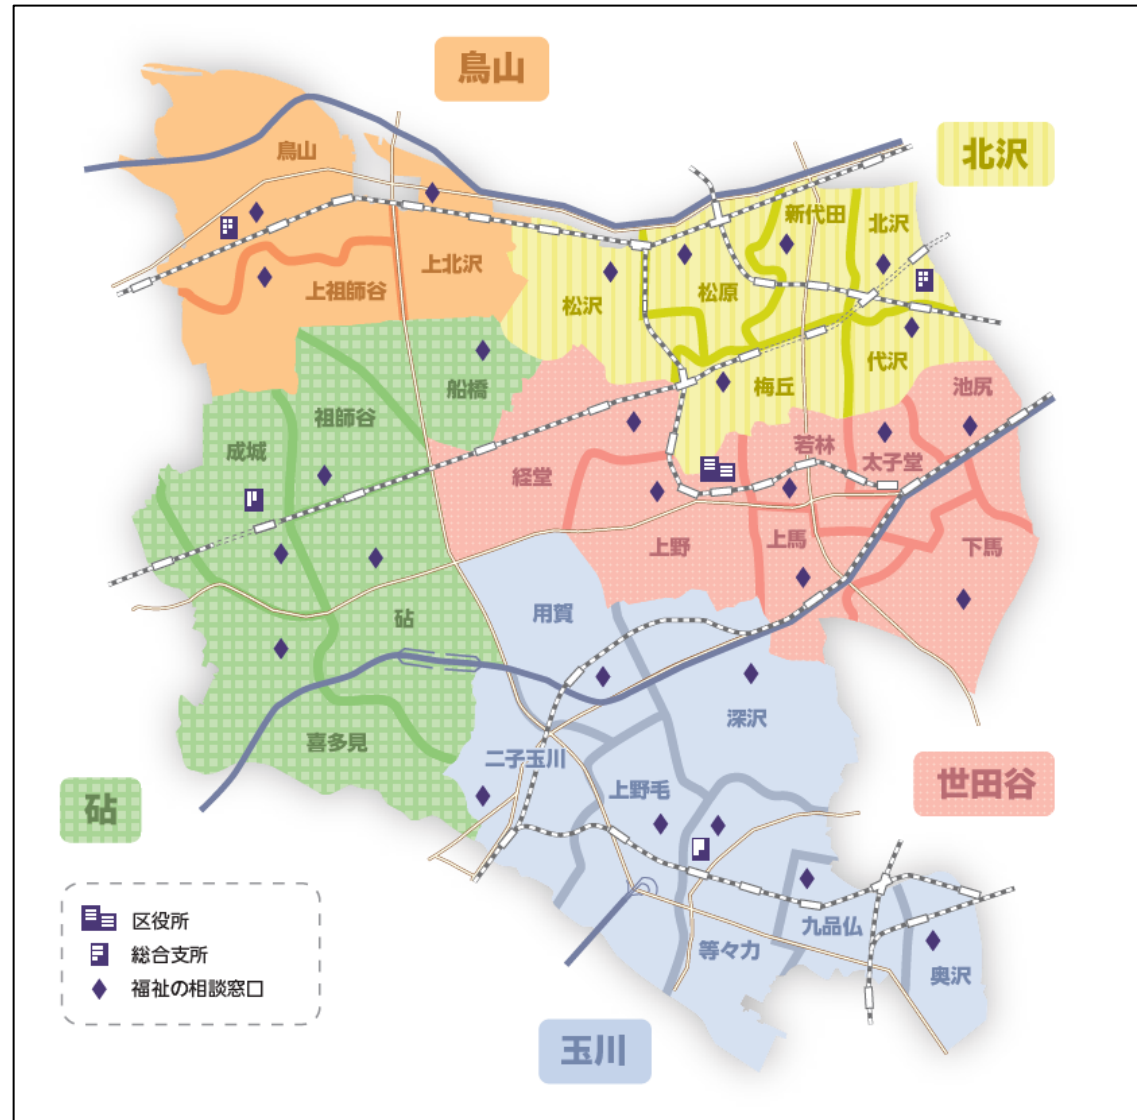 鳥山
北沢
鳥山
新代田
北沢
上北沢
上祖師谷
松沢
松原
代沢
梅丘
船橋
池尻
祖師谷
成城
若林
太子堂
経堂
上野
上馬
下馬
用賀
砧
深沢
喜多見
二子玉川
上野毛
世田谷
砧
九品仏
等々力
奥沢
玉川
区役所
総合支所
福祉の相談窓口